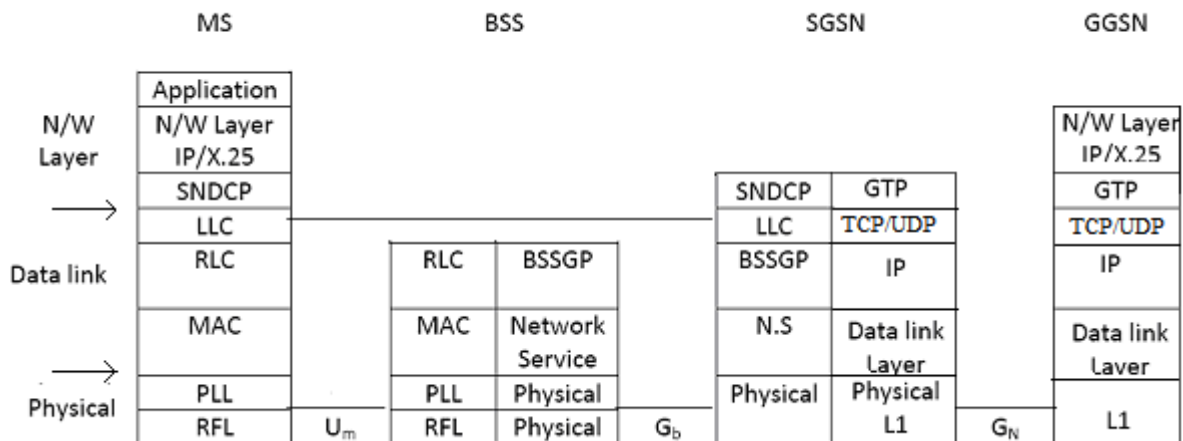 MS BSS SGSN GGSN
Application
N/W Layer
N/W Layer IP/X.25
N/W Layer IP/X.25
SNDCP
SNDCP GTP
GTP
LLC
LLC TCP/UDP
TCP/UDP
Data link
RLC
RLC BSSGP
BSSGP IP
IP
MAC
MAC Network Service
N.S Data link Layer
Data link Layer
Physical
PLL
PLL Physical
Physical Physical L1
L1
RFL Um RFL Physical Gb GN